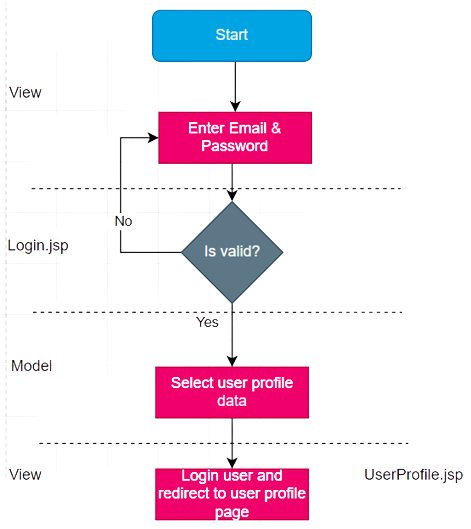 Start
View
Enter Email &
Password
No
Login.jsp
Is valid?
Yes
Model
Select user profile
data
View
Login user and
redirect to user profile
page
UserProfile.jsp